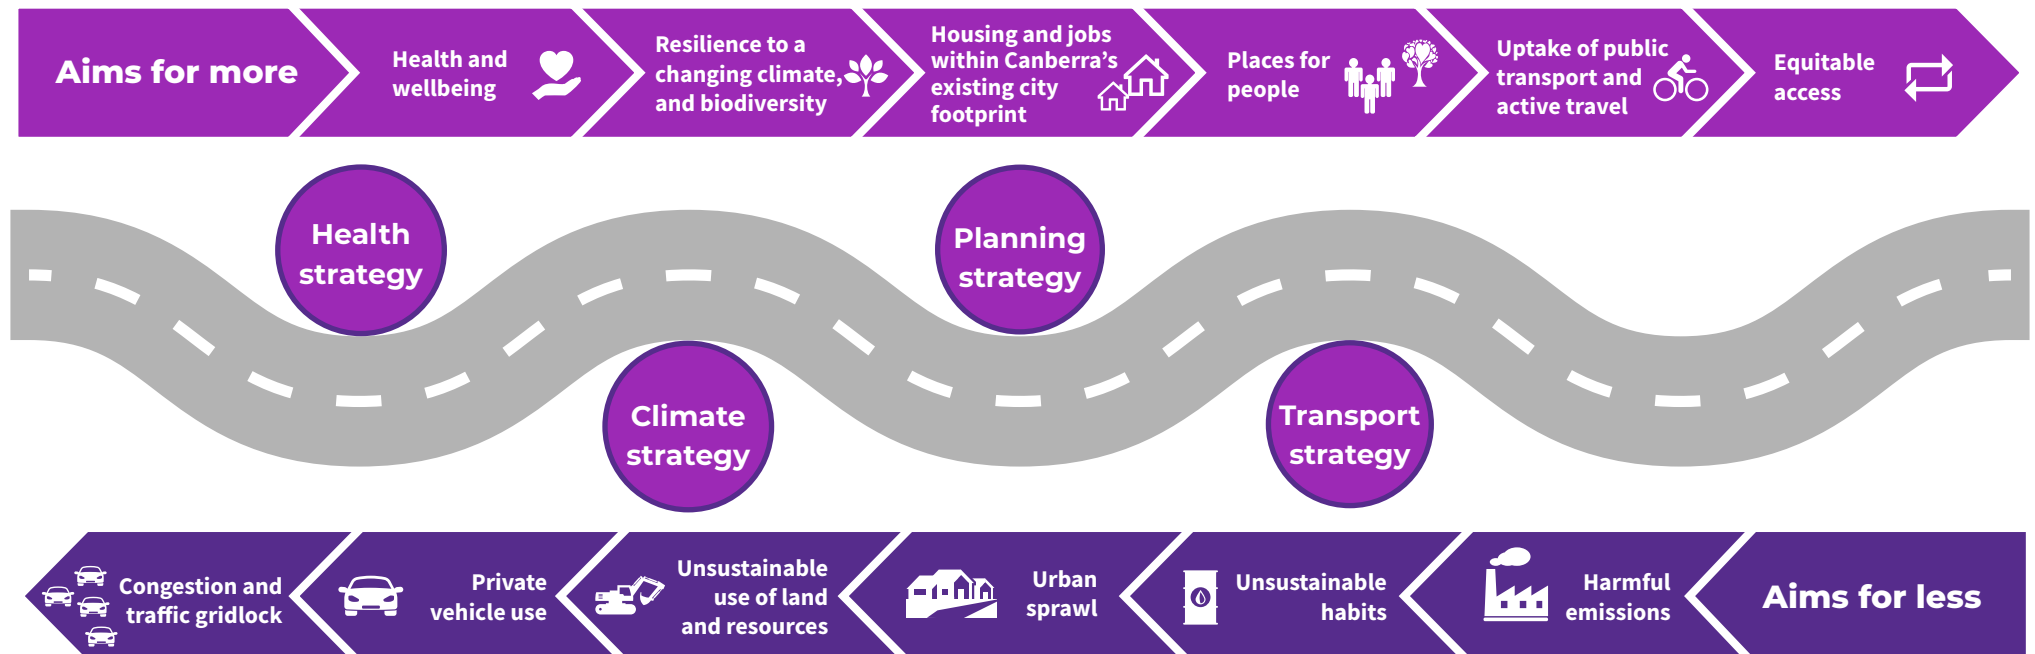 Aims for more
Health and
wellbeing
Resilience to a
changing climate,
and biodiversity
Housing and jobs
within Canberra’s
existing city
footprint
Places for
people
Uptake of public
transport and
active travel
Equitable
access
Health
strategy
Planning
strategy
Climate
strategy
Transport
strategy
Congestion and
traffic gridlock
Private
vehicle use
Unsustainable
use of land
and resources
Urban
sprawl
Unsustainable
habits
Harmful
emissions
Aims for less